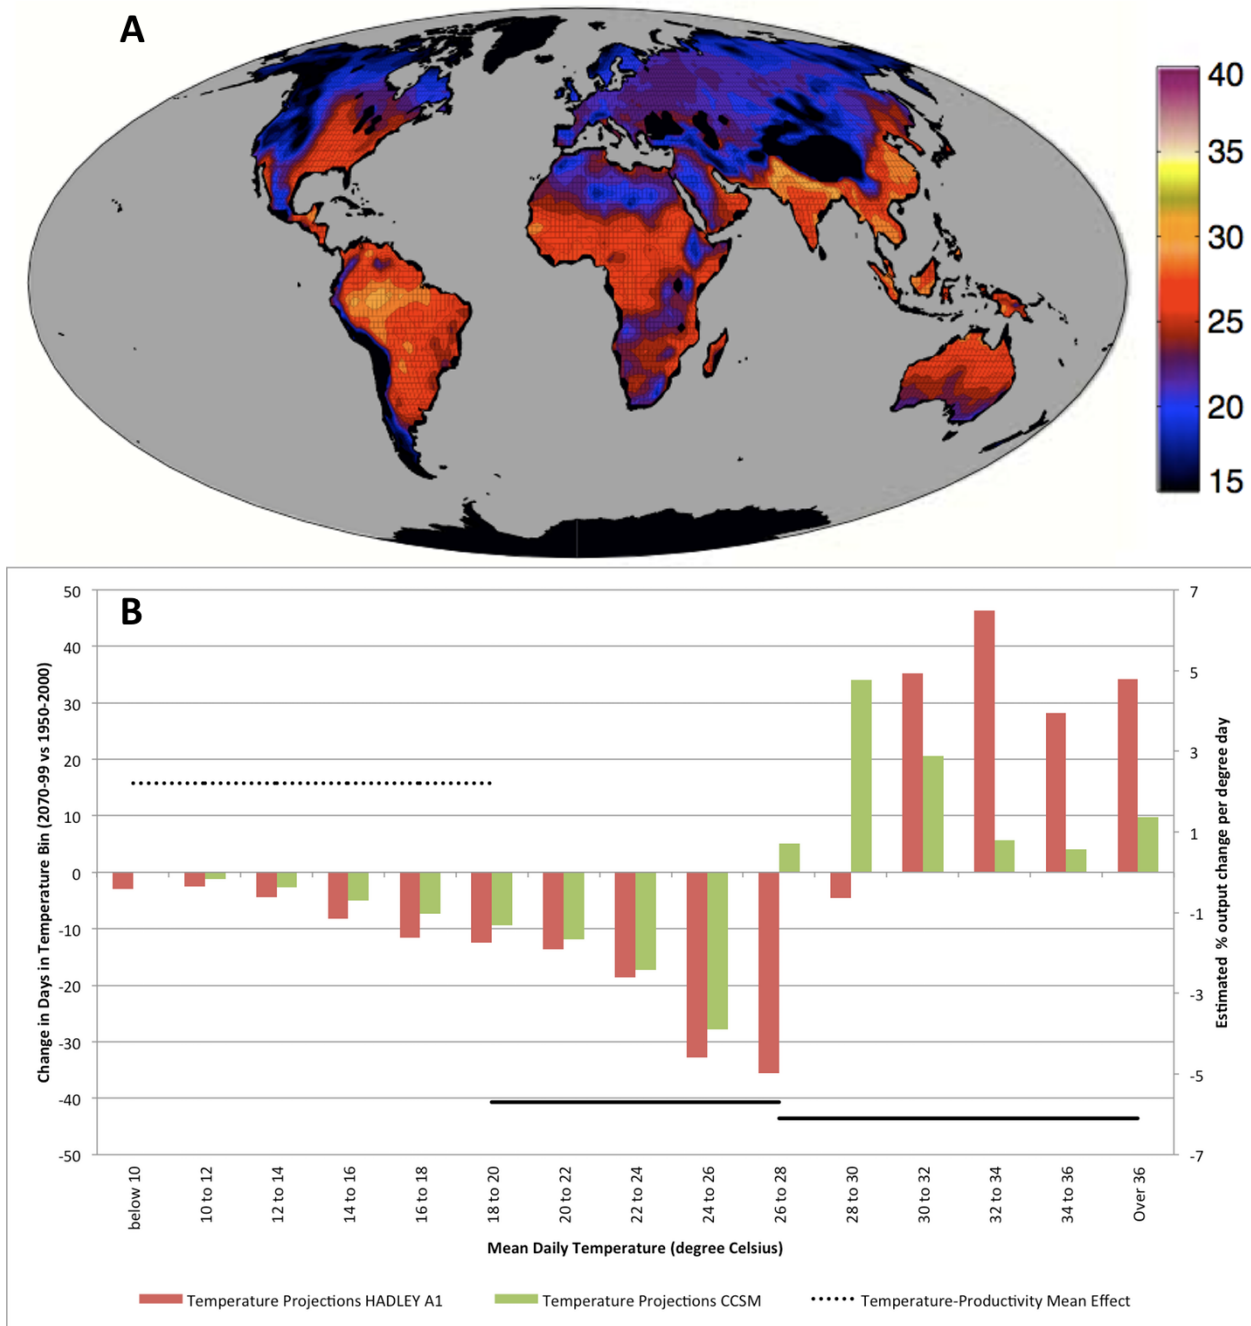 A
40
35
30
25
20
15
B
Change in Days in Temperature Bin (2070-99 vs 1950-2000)
50
40
30
20
10
0
-10
-20
-30
-40
-50
7
5
3
1
-1
-3
-5
-7
Estimated % output change per degree day
below 10
10 to 12
12 to 14
14 to 16
16 to 18
18 to 20
20 to 22
22 to 24
24 to 26
26 to 28
28 to 30
30 to 32
32 to 34
34 to 36
Over 36
Mean Daily Temperature (degree Celsius)
Temperature Projections HADLEY A1
Temperature Projections CCSM
Temperature-Productivity Mean Effect